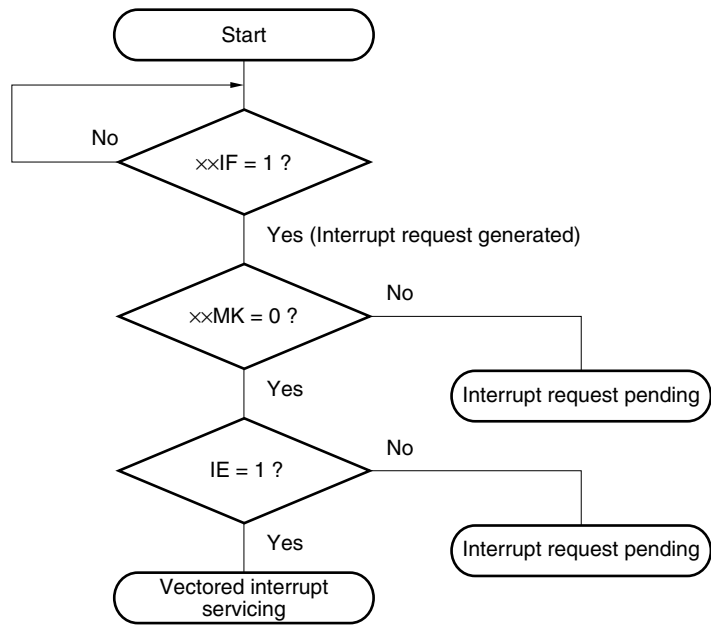 Start
No
××IF = 1 ?
Yes (Interrupt request generated)
××MK = 0 ?
No
Interrupt request pending
Yes
IE = 1 ?
No
Interrupt request pending
Yes
Vectored interrupt
servicing